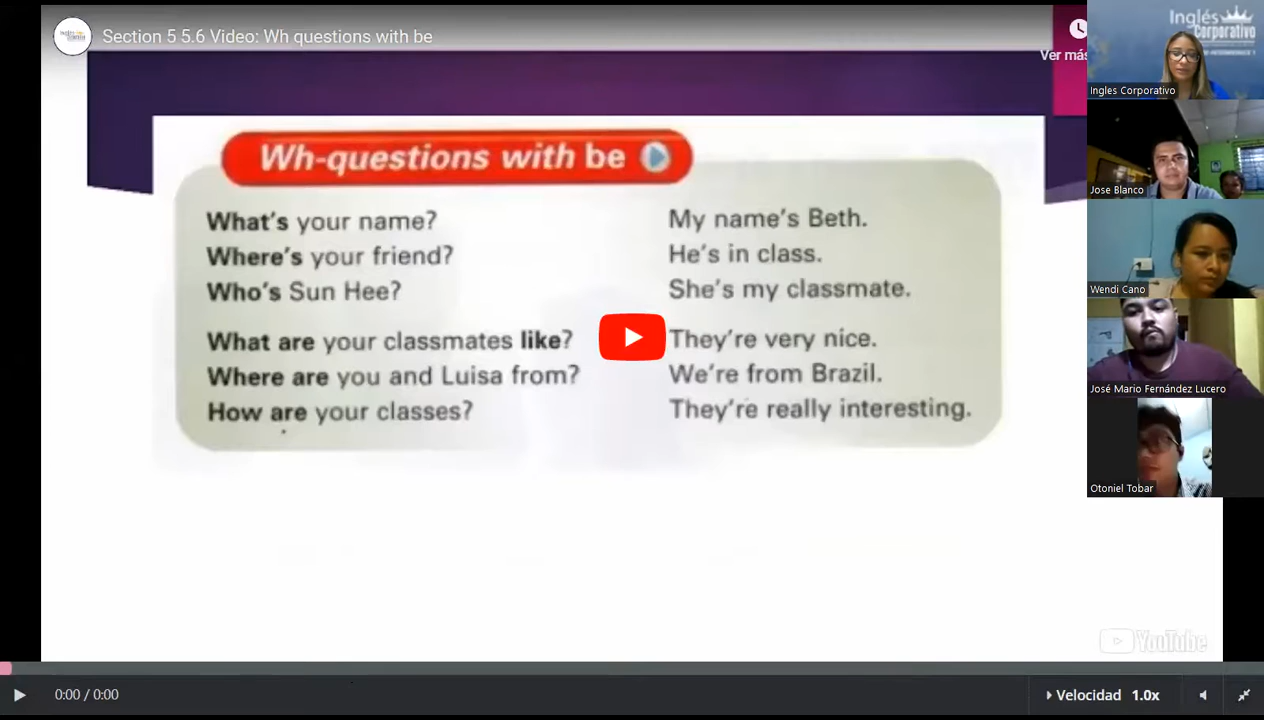 Section 5 5.6 Video: Wh questions with be
Ver más
Wh-questions with be
What's your name? My name's Beth.
Where's your friend? He's in class.
Who's Sun Hee? She's my classmate.
What are your classmates like? They're very nice.
Where are you and Luisa from? We're from Brazil.
How are your classes? They're really interesting.
YouTube
0:00 / 0:00
Velocidad 1.0x
Inglés
Corporativo
Ingles Corporativo
Jose Blanco
Wendi Cano
José Mario Fernández Lucero
Otoniel Tobar